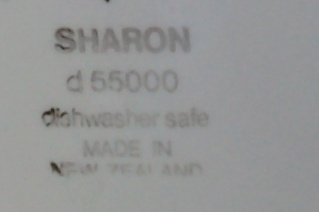 SHARON
d 55000
dishwasher safe
MADE IN
NEW ZEALAND